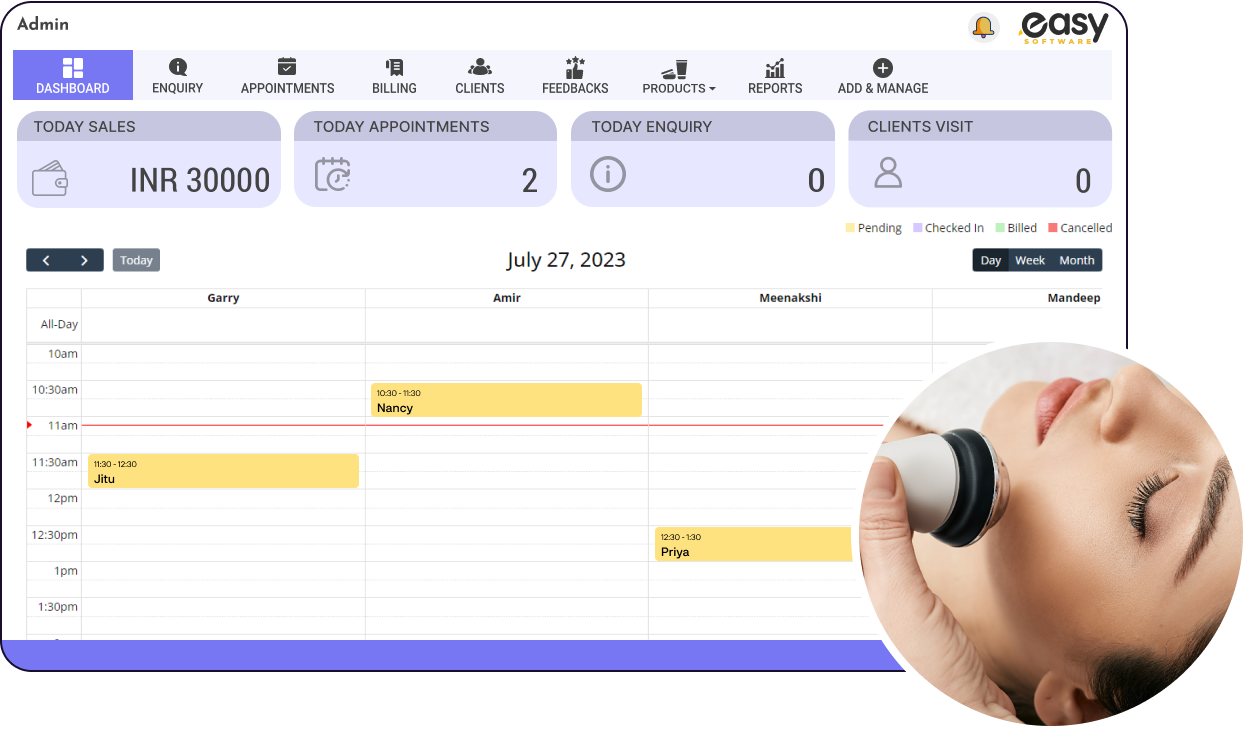 Admin
easy
SOFTWARE
DASHBOARD
ENQUIRY
APPOINTMENTS
BILLING
CLIENTS
FEEDBACKS
PRODUCTS
REPORTS
ADD & MANAGE
TODAY SALES
INR 30000
TODAY APPOINTMENTS
2
TODAY ENQUIRY
0
CLIENTS VISIT
0
Pending
Checked In
Billed
Cancelled
Today
July 27, 2023
Day
Week
Month
Garry
Amir
Meenakshi
Mandeep
All-Day
10am
10:30am
10:30 - 11:30
Nancy
11am
11:30am
11:30 - 12:30
Jitu
12pm
12:30pm
12:30 - 1:30
Priya
1pm
1:30pm